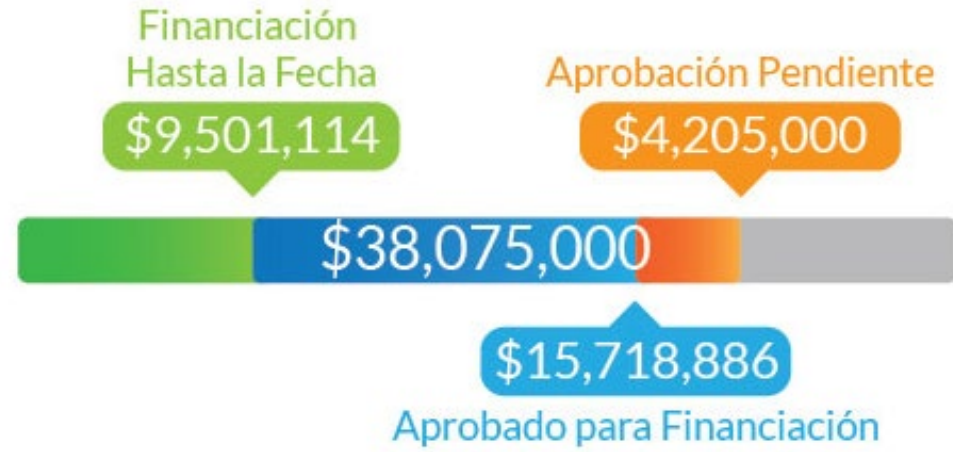 Financiación
Hasta la Fecha
$9,501,114
Aprobación Pendiente
$4,205,000
$38,075,000
$15,718,886
Aprobado para Financiación